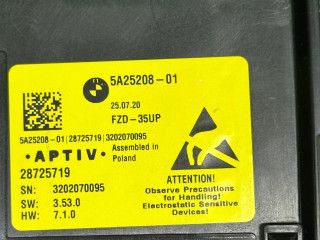 5A25208-01
25.07.20
FZD-35UP
5A25208-01|28725719|3202070095
• APTIV •
Assembled in
Poland
28725719
SN: 3202070095
SW: 3.53.0
HW: 7.1.0
ATTENTION!
Observe Precautions
for Handling!
Electrostatic Sensitive
Devices!